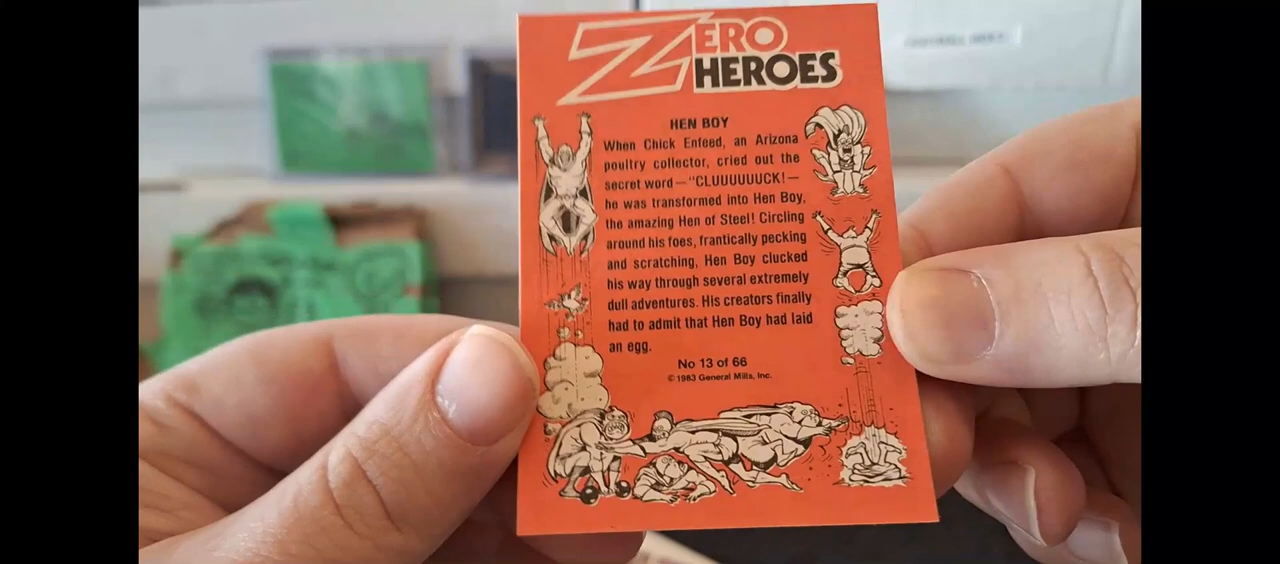 ZERO
HEROES
HEN BOY
When Chick Enfeed, an Arizona
poultry collector, cried out the
secret word—"CLUUUUUUCK!—
he was transformed into Hen Boy,
the amazing Hen of Steel! Circling
around his foes, frantically pecking
and scratching, Hen Boy clucked
his way through several extremely
dull adventures. His creators finally
had to admit that Hen Boy had laid
an egg.
No 13 of 66
© 1983 General Mills, Inc.